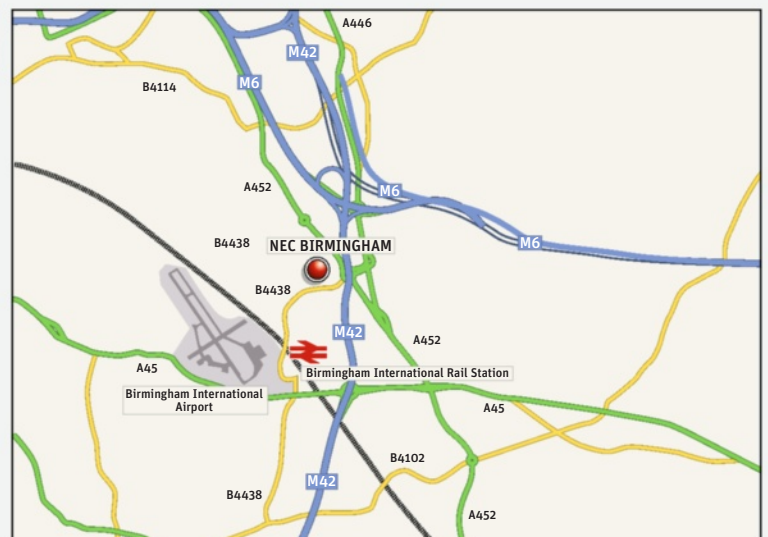 A446
M42
M6
B4114
A452
M6
B4438
NEC BIRMINGHAM
M6
B4438
M42
A452
A45
Birmingham International Rail Station
Birmingham International
Airport
A45
B4102
M42
B4438
A452